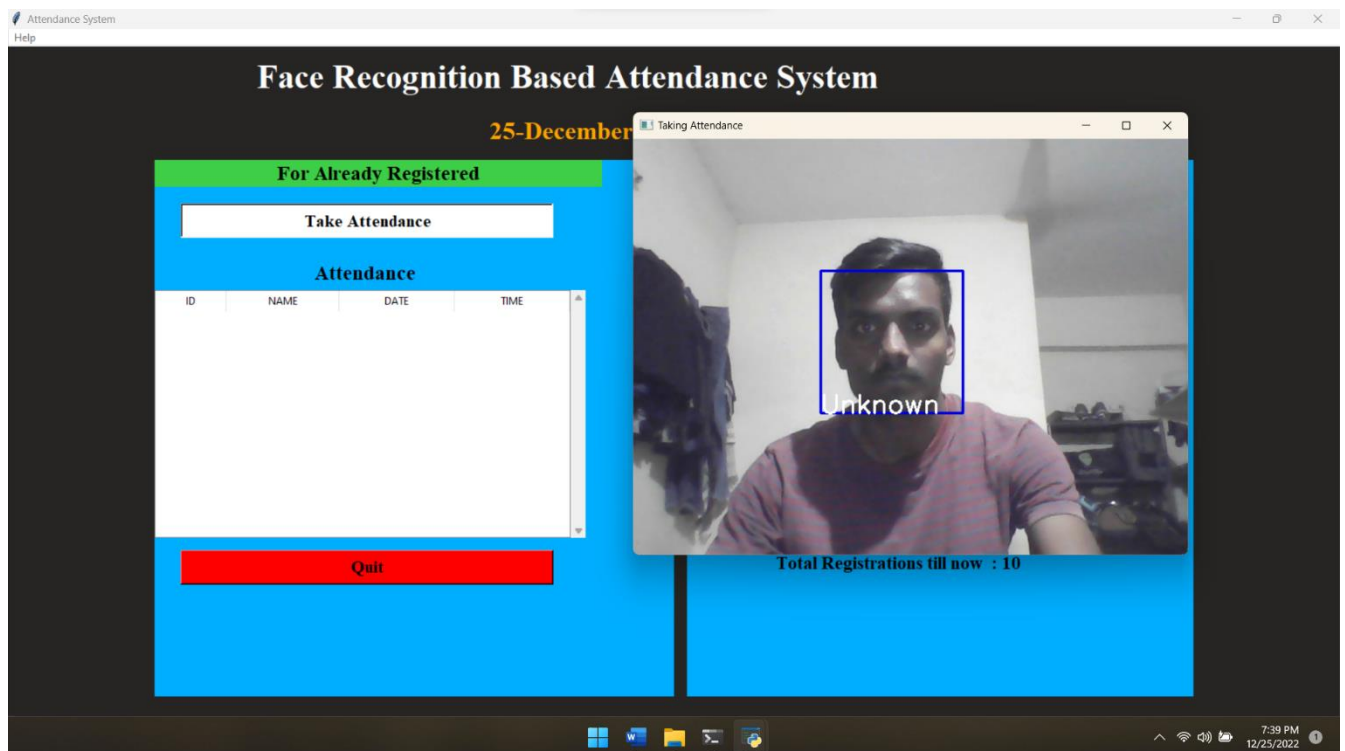 Attendance System
Help
Face Recognition Based Attendance System
25-December
Taking Attendance
For Already Registered
Take Attendance
Attendance
ID NAME DATE TIME
Unknown
Quit
Total Registrations till now : 10
7:39 PM
12/25/2022
1